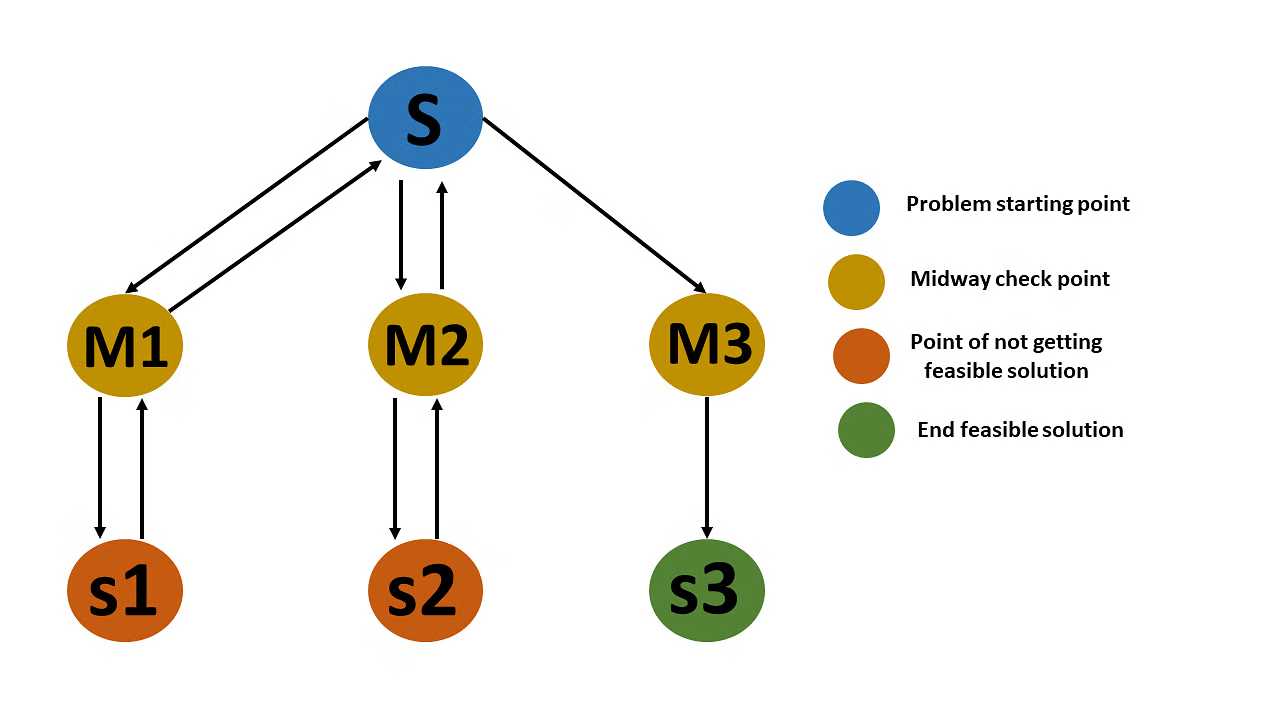 S
M1
M2
M3
s1
s2
s3
Problem starting point
Midway check point
Point of not getting
feasible solution
End feasible solution